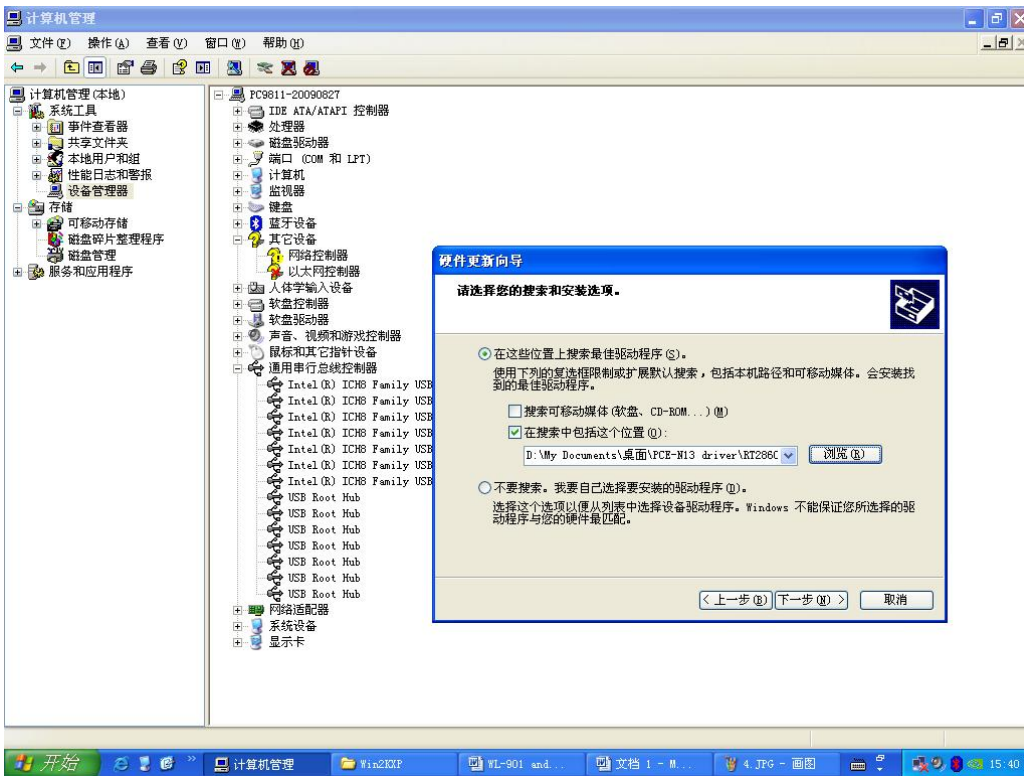 计算机管理
文件(F) 操作(A) 查看(V) 窗口(W) 帮助(H)
计算机管理(本地)
系统工具
事件查看器
共享文件夹
本地用户和组
性能日志和警报
设备管理器
存储
可移动存储
磁盘碎片整理程序
磁盘管理
服务和应用程序
PC9811-20090827
IDE ATA/ATAPI 控制器
处理器
磁盘驱动器
端口 (COM 和 LPT)
计算机
监视器
键盘
蓝牙设备
其它设备
网络控制器
以太网控制器
人体学输入设备
软盘控制器
软盘驱动器
声音、视频和游戏控制器
鼠标和其它指针设备
通用串行总线控制器
Intel(R) ICH8 Family USB
Intel(R) ICH8 Family USB
Intel(R) ICH8 Family USB
Intel(R) ICH8 Family USB
Intel(R) ICH8 Family USB
Intel(R) ICH8 Family USB
Intel(R) ICH8 Family USB
USB Root Hub
USB Root Hub
USB Root Hub
USB Root Hub
USB Root Hub
USB Root Hub
USB Root Hub
网络适配器
系统设备
显示卡
硬件更新向导
请选择您的搜索和安装选项。
在这些位置上搜索最佳驱动程序(S)。
使用下列的复选框限制或扩展默认搜索，包括本机路径和可移动媒体。会安装找
到的最佳驱动程序。
搜索可移动媒体(软盘、CD-ROM...)(M)
在搜索中包括这个位置(O):
D:\My Documents\桌面\PCE-N13 driver\RT286C
浏览(R)
不要搜索。我要自己选择要安装的驱动程序(D)。
选择这个选项以便从列表中选择设备驱动程序。Windows 不能保证您所选择的驱
动程序与您的硬件最匹配。
< 上一步(B) 下一步(N) > 取消
开始 计算机管理 Win2KXP WL-901 and... 文档 1 - M... 4.JPG - 画图 15:40